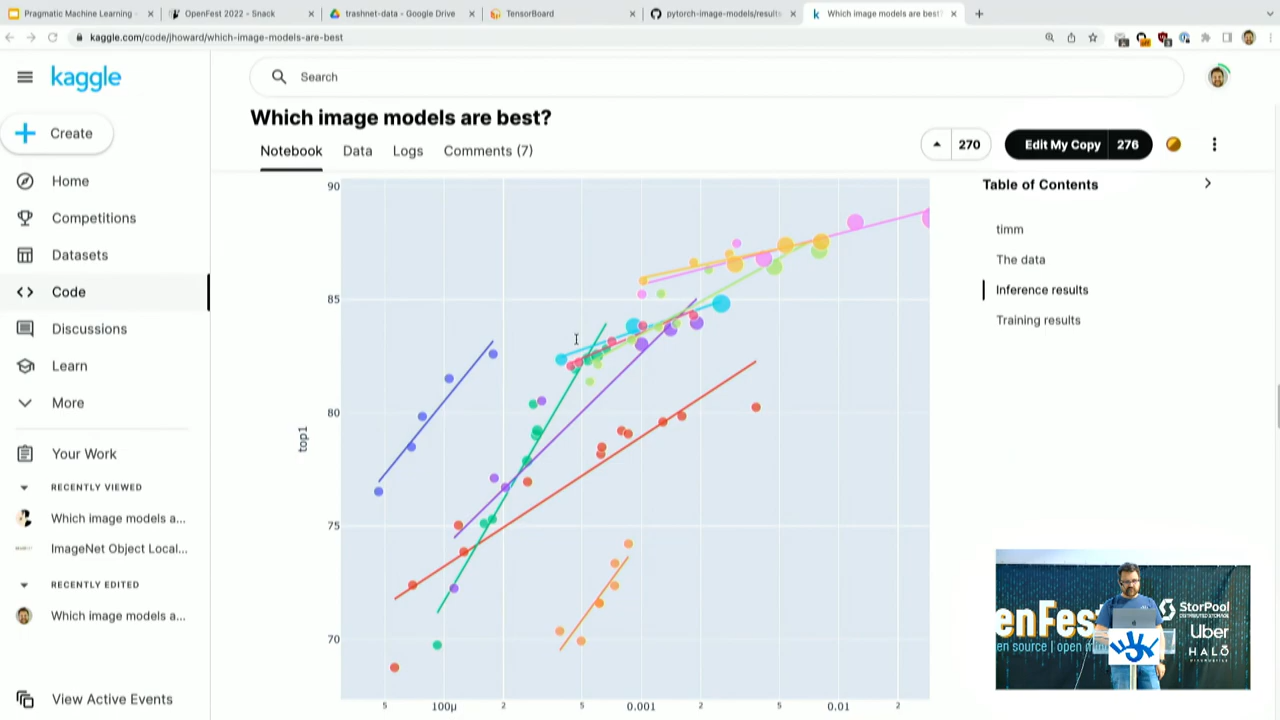 Pragmatic Machine Learning -
OpenFest 2022 - Snack
trashnet-data - Google Drive
TensorBoard
pytorch-image-models/results
Which image models are best?
kaggle.com/code/jhoward/which-image-models-are-best
kaggle
Search
Create
Home
Competitions
Datasets
Code
Discussions
Learn
More
Your Work
RECENTLY VIEWED
Which image models a...
ImageNet Object Local...
RECENTLY EDITED
Which image models a...
View Active Events
Which image models are best?
Notebook
Data
Logs
Comments (7)
270
Edit My Copy
276
Table of Contents
timm
The data
Inference results
Training results
90
85
80
75
70
top1
5
100μ
2
5
0.001
2
5
0.01
2
enFes
en source | open mi
StorPool
Uber
HALO